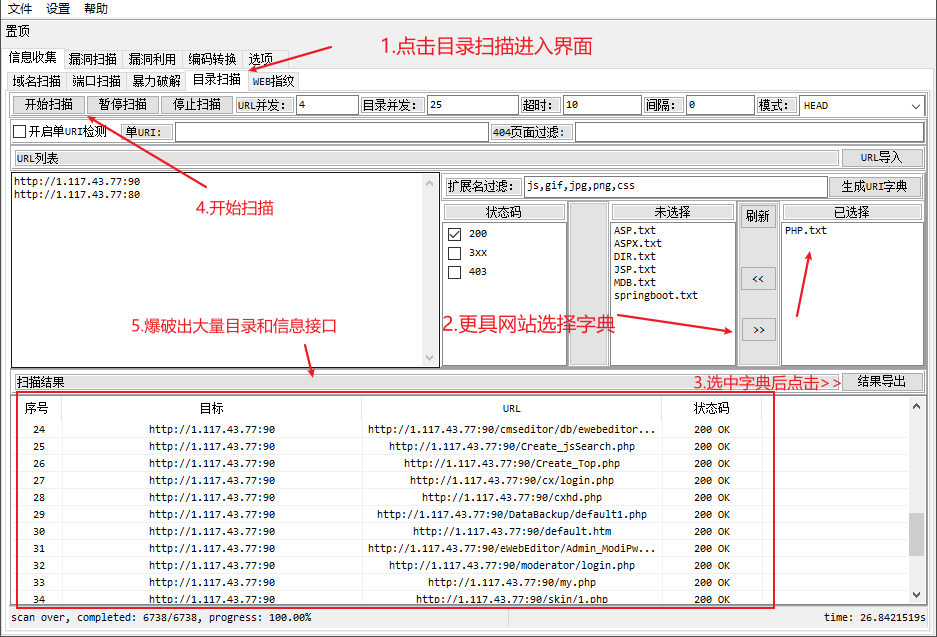 文件 设置 帮助
置顶
信息收集 漏洞扫描 漏洞利用 编码转换 选项
域名扫描 端口扫描 暴力破解 目录扫描 WEB指纹
1.点击目录扫描进入界面
开始扫描 暂停扫描 停止扫描 URL并发: 4 目录并发: 25 超时: 10 间隔: 0 模式: HEAD
开启单URI检测 单URI: 404页面过滤:
URL列表 URL导入
http://1.117.43.77:90
http://1.117.43.77:80
4.开始扫描
5.爆破出大量目录和信息接口
扩展名过滤: js,gif,jpg,png,css 生成URI字典
状态码 未选择 刷新 已选择
200
3xx
403
ASP.txt
ASPX.txt
DIR.txt
JSP.txt
MDB.txt
springboot.txt
<<
>>
PHP.txt
2.更具网站选择字典
3.选中字典后点击>>
扫描结果 结果导出
序号 目标 URL 状态码
24 http://1.117.43.77:90 http://1.117.43.77:90/cmseditor/db/ewebeditor... 200 OK
25 http://1.117.43.77:90 http://1.117.43.77:90/Create_jsSearch.php 200 OK
26 http://1.117.43.77:90 http://1.117.43.77:90/Create_Top.php 200 OK
27 http://1.117.43.77:90 http://1.117.43.77:90/cx/login.php 200 OK
28 http://1.117.43.77:90 http://1.117.43.77:90/cxhd.php 200 OK
29 http://1.117.43.77:90 http://1.117.43.77:90/DataBackup/default1.php 200 OK
30 http://1.117.43.77:90 http://1.117.43.77:90/default.htm 200 OK
31 http://1.117.43.77:90 http://1.117.43.77:90/eWebEditor/Admin_ModiPw... 200 OK
32 http://1.117.43.77:90 http://1.117.43.77:90/moderator/login.php 200 OK
33 http://1.117.43.77:90 http://1.117.43.77:90/my.php 200 OK
34 http://1.117.43.77:90 http://1.117.43.77:90/skin/1.php 200 OK
scan over, completed: 6738/6738, progress: 100.00% time: 26.8421519s